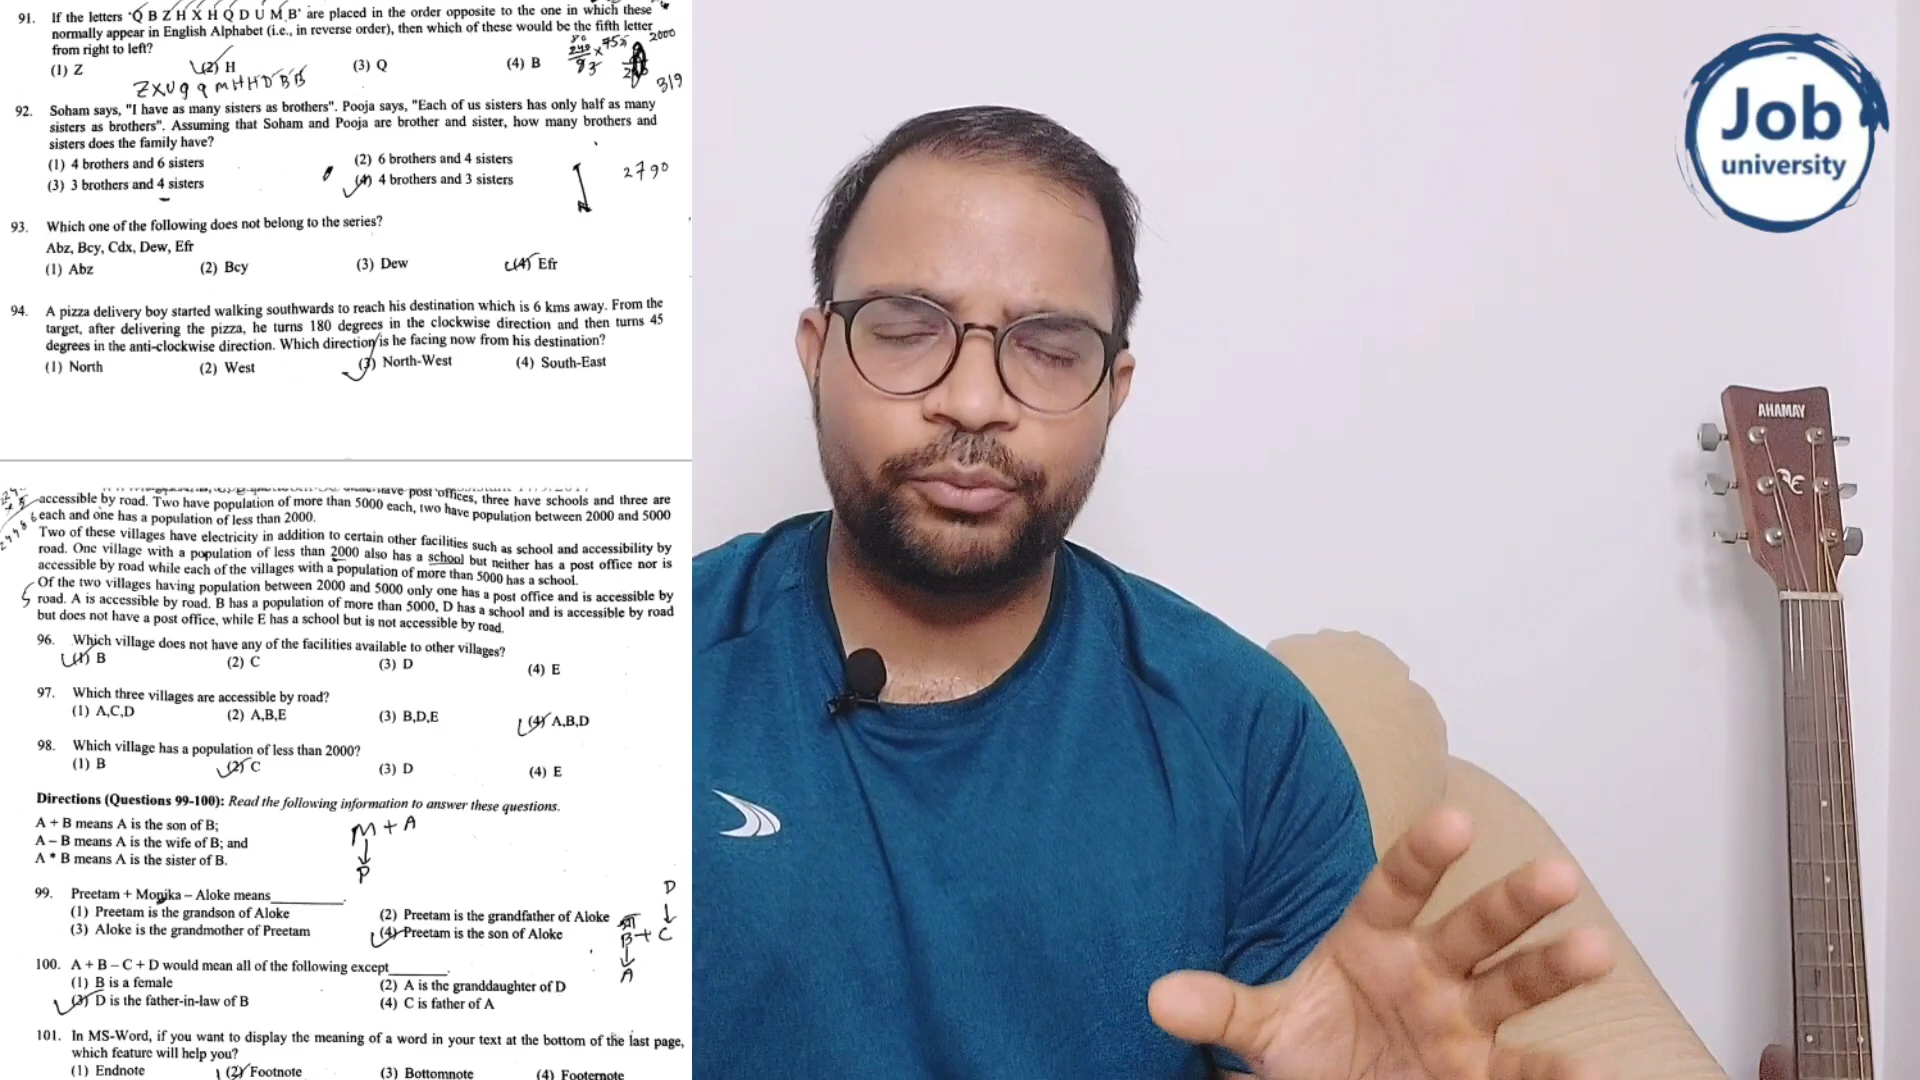 91. If the letters 'Q B Z H X H Q D U M B' are placed in the order opposite to the one in which these
normally appear in English Alphabet (i.e., in reverse order), then which of these would be the fifth letter
from right to left?
(1) Z (2) H (3) Q (4) B
92. Soham says, "I have as many sisters as brothers". Pooja says, "Each of us sisters has only half as many
sisters as brothers". Assuming that Soham and Pooja are brother and sister, how many brothers and
sisters does the family have?
(1) 4 brothers and 6 sisters (2) 6 brothers and 4 sisters
(3) 3 brothers and 4 sisters (4) 4 brothers and 3 sisters
2790
2000
319
93. Which one of the following does not belong to the series?
Abz, Bcy, Cdx, Dew, Efr
(1) Abz (2) Bcy (3) Dew (4) Efr
94. A pizza delivery boy started walking southwards to reach his destination which is 6 kms away. From the
target, after delivering the pizza, he turns 180 degrees in the clockwise direction and then turns 45
degrees in the anti-clockwise direction. Which direction is he facing now from his destination?
(1) North (2) West (3) North-West (4) South-East
have post offices, three have schools and three are
accessible by road. Two have population of more than 5000 each, two have population between 2000 and 5000
each and one has a population of less than 2000.
Two of these villages have electricity in addition to certain other facilities such as school and accessibility by
road. One village with a population of less than 2000 also has a school but neither has a post office nor is
accessible by road while each of the villages with a population of more than 5000 has a school.
Of the two villages having population between 2000 and 5000 only one has a post office and is accessible by
road. A is accessible by road. B has a population of more than 5000, D has a school and is accessible by road
but does not have a post office, while E has a school but is not accessible by road.
96. Which village does not have any of the facilities available to other villages?
(1) B (2) C (3) D (4) E
97. Which three villages are accessible by road?
(1) A,C,D (2) A,B,E (3) B,D,E (4) A,B,D
98. Which village has a population of less than 2000?
(1) B (2) C (3) D (4) E
Directions (Questions 99-100): Read the following information to answer these questions.
A + B means A is the son of B;
A – B means A is the wife of B; and
A * B means A is the sister of B.
M + A
P
99. Preetam + Monika – Aloke means________.
(1) Preetam is the grandson of Aloke (2) Preetam is the grandfather of Aloke
(3) Aloke is the grandmother of Preetam (4) Preetam is the son of Aloke
D
B + C
A
100. A + B – C + D would mean all of the following except_______.
(1) B is a female (2) A is the granddaughter of D
(3) D is the father-in-law of B (4) C is father of A
101. In MS-Word, if you want to display the meaning of a word in your text at the bottom of the last page,
which feature will help you?
(1) Endnote (2) Footnote (3) Bottomnote (4) Footernote
Job
university
AHAMAY